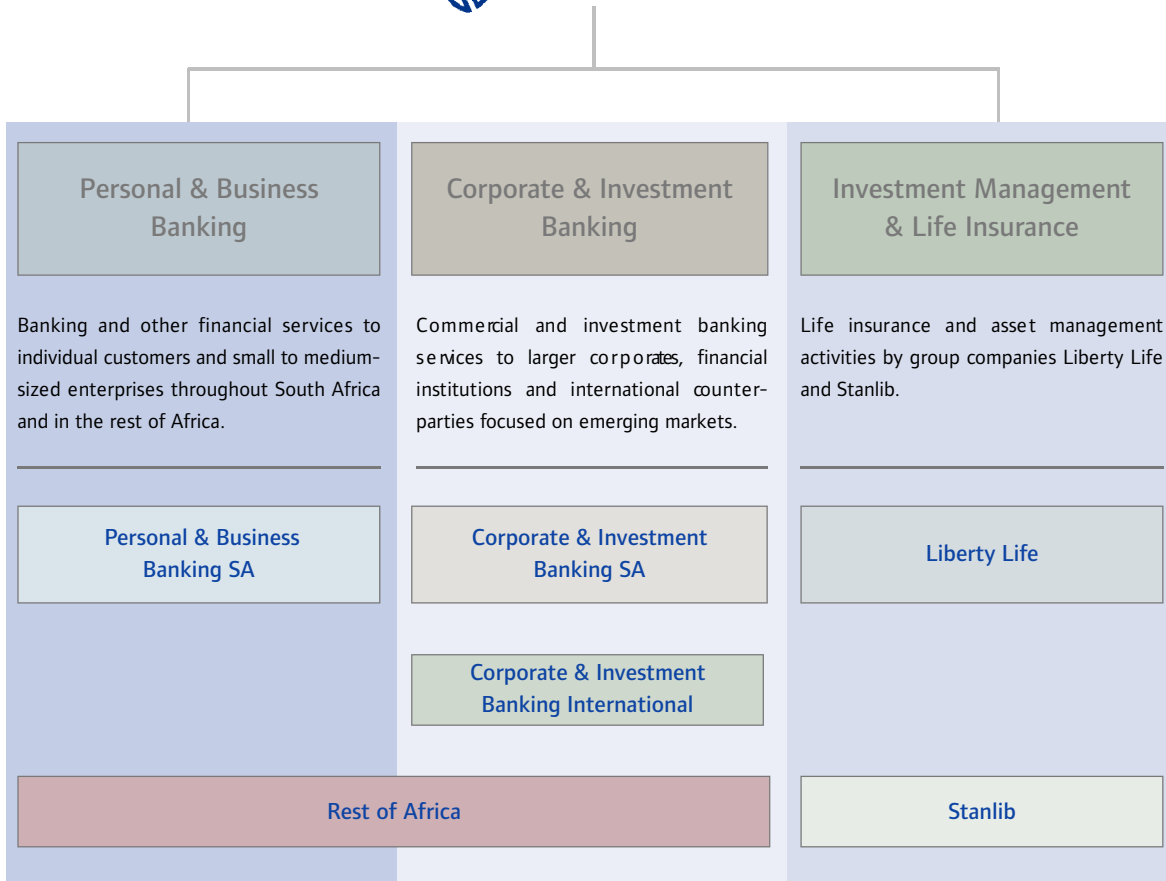 Personal & Business
Banking
Corporate & Investment
Banking
Investment Management
& Life Insurance
Banking and other financial services to
individual customers and small to medium-
sized enterprises throughout South Africa
and in the rest of Africa.
Commercial and investment banking
services to larger corporates, financial
institutions and international counter-
parties focused on emerging markets.
Life insurance and asset management
activities by group companies Liberty Life
and Stanlib.
Personal & Business
Banking SA
Corporate & Investment
Banking SA
Liberty Life
Corporate & Investment
Banking International
Rest of Africa
Stanlib